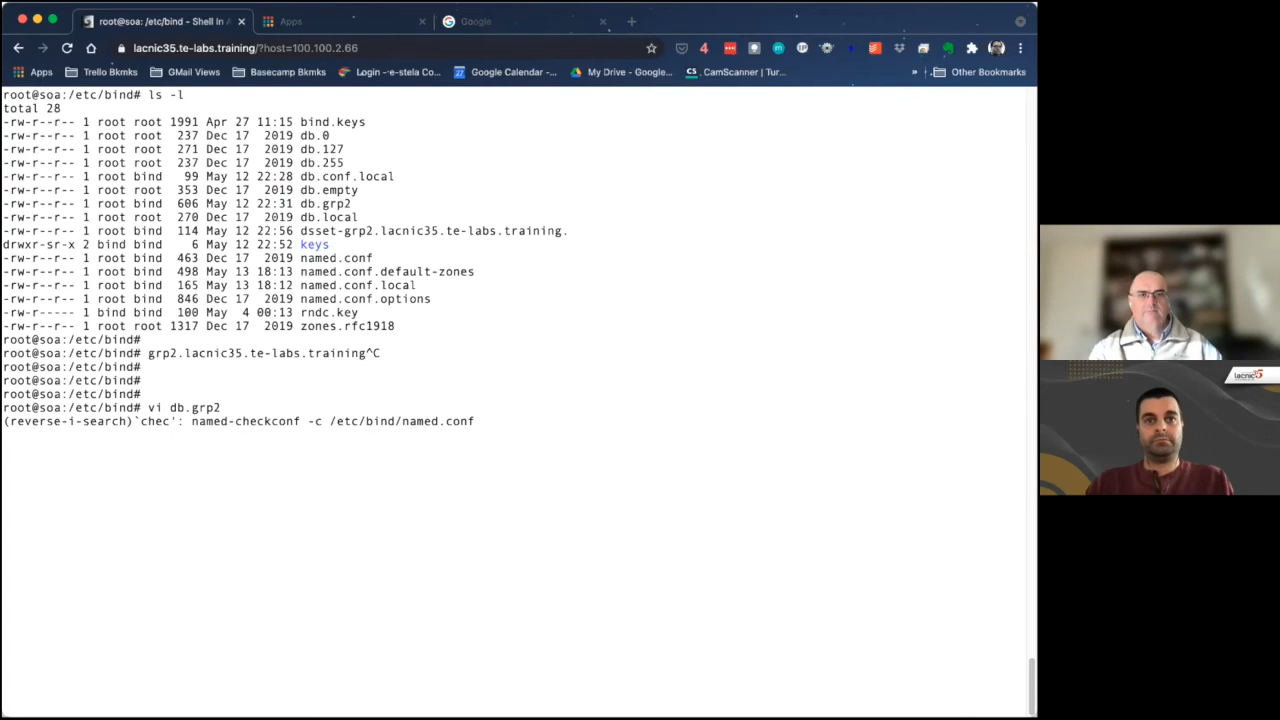 root@soa: /etc/bind - Shell In A
Apps
Google
lacnic35.te-labs.training/?host=100.100.2.66
Apps
Trello Bkmks
GMail Views
Basecamp Bkmks
Login --e-stela Co...
Google Calendar -...
My Drive - Google...
CS
CamScanner | Tur...
»
Other Bookmarks
root@soa:/etc/bind# ls -l
total 28
-rw-r--r-- 1 root root 1991 Apr 27 11:15 bind.keys
-rw-r--r-- 1 root root  237 Dec 17  2019 db.0
-rw-r--r-- 1 root root  271 Dec 17  2019 db.127
-rw-r--r-- 1 root root  237 Dec 17  2019 db.255
-rw-r--r-- 1 root bind   99 May 12 22:28 db.conf.local
-rw-r--r-- 1 root root  353 Dec 17  2019 db.empty
-rw-r--r-- 1 root bind  606 May 12 22:31 db.grp2
-rw-r--r-- 1 root root  270 Dec 17  2019 db.local
-rw-r--r-- 1 root bind  114 May 12 22:56 dsset-grp2.lacnic35.te-labs.training.
drwxr-sr-x 2 bind bind    6 May 12 22:52 keys
-rw-r--r-- 1 root bind  463 Dec 17  2019 named.conf
-rw-r--r-- 1 root bind  498 May 13 18:13 named.conf.default-zones
-rw-r--r-- 1 root bind  165 May 13 18:12 named.conf.local
-rw-r--r-- 1 root bind  846 Dec 17  2019 named.conf.options
-rw-r----- 1 bind bind  100 May  4 00:13 rndc.key
-rw-r--r-- 1 root root 1317 Dec 17  2019 zones.rfc1918
root@soa:/etc/bind#
root@soa:/etc/bind# grp2.lacnic35.te-labs.training^C
root@soa:/etc/bind#
root@soa:/etc/bind#
root@soa:/etc/bind#
root@soa:/etc/bind# vi db.grp2
(reverse-i-search)`chec': named-checkconf -c /etc/bind/named.conf
lacnic35